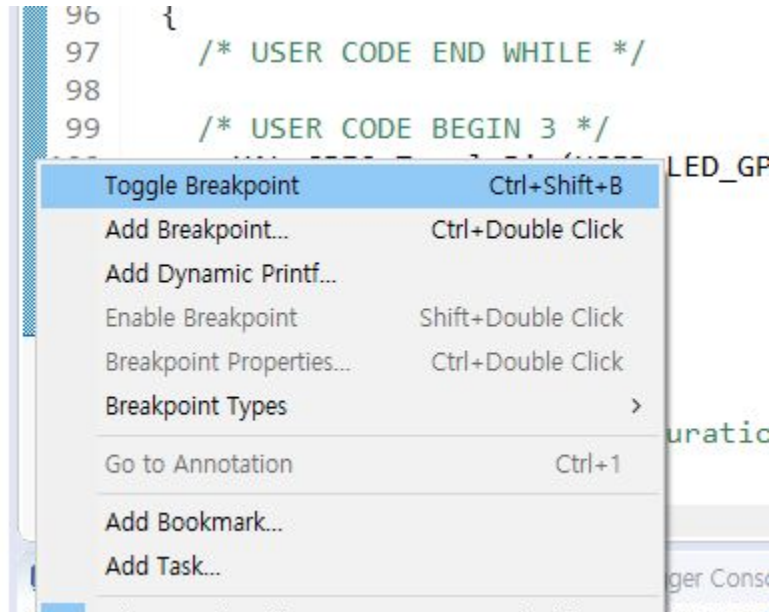 96 {
97 /* USER CODE END WHILE */
98
99 /* USER CODE BEGIN 3 */
LED_GP
Toggle Breakpoint Ctrl+Shift+B
Add Breakpoint... Ctrl+Double Click
Add Dynamic Printf...
Enable Breakpoint Shift+Double Click
Breakpoint Properties... Ctrl+Double Click
Breakpoint Types >
uratio
Go to Annotation Ctrl+1
Add Bookmark...
Add Task...
ger Conso